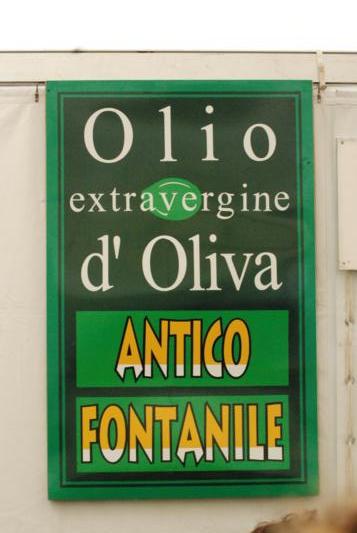 Olio
extravergine
d' Oliva
ANTICO
FONTANILE